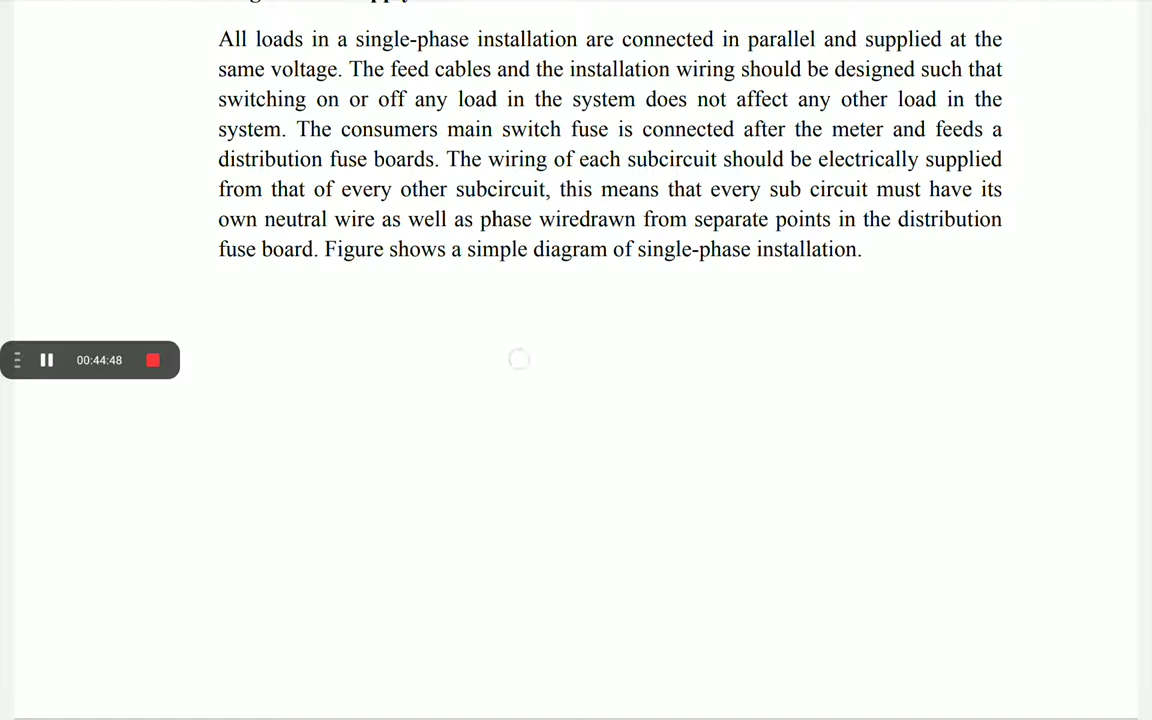 All loads in a single-phase installation are connected in parallel and supplied at the
same voltage. The feed cables and the installation wiring should be designed such that
switching on or off any load in the system does not affect any other load in the
system. The consumers main switch fuse is connected after the meter and feeds a
distribution fuse boards. The wiring of each subcircuit should be electrically supplied
from that of every other subcircuit, this means that every sub circuit must have its
own neutral wire as well as phase wiredrawn from separate points in the distribution
fuse board. Figure shows a simple diagram of single-phase installation.
00:44:48